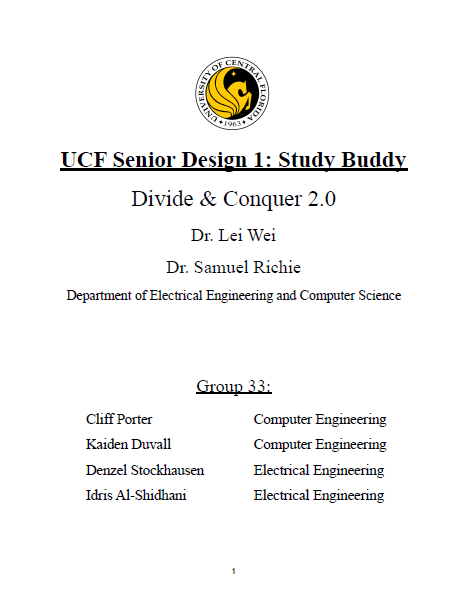 UNIVERSITY OF CENTRAL FLORIDA
• 1963 •
UCF Senior Design 1: Study Buddy
Divide & Conquer 2.0
Dr. Lei Wei
Dr. Samuel Richie
Department of Electrical Engineering and Computer Science
Group 33:
Cliff Porter Computer Engineering
Kaiden Duvall Computer Engineering
Denzel Stockhausen Electrical Engineering
Idris Al-Shidhani Electrical Engineering
1